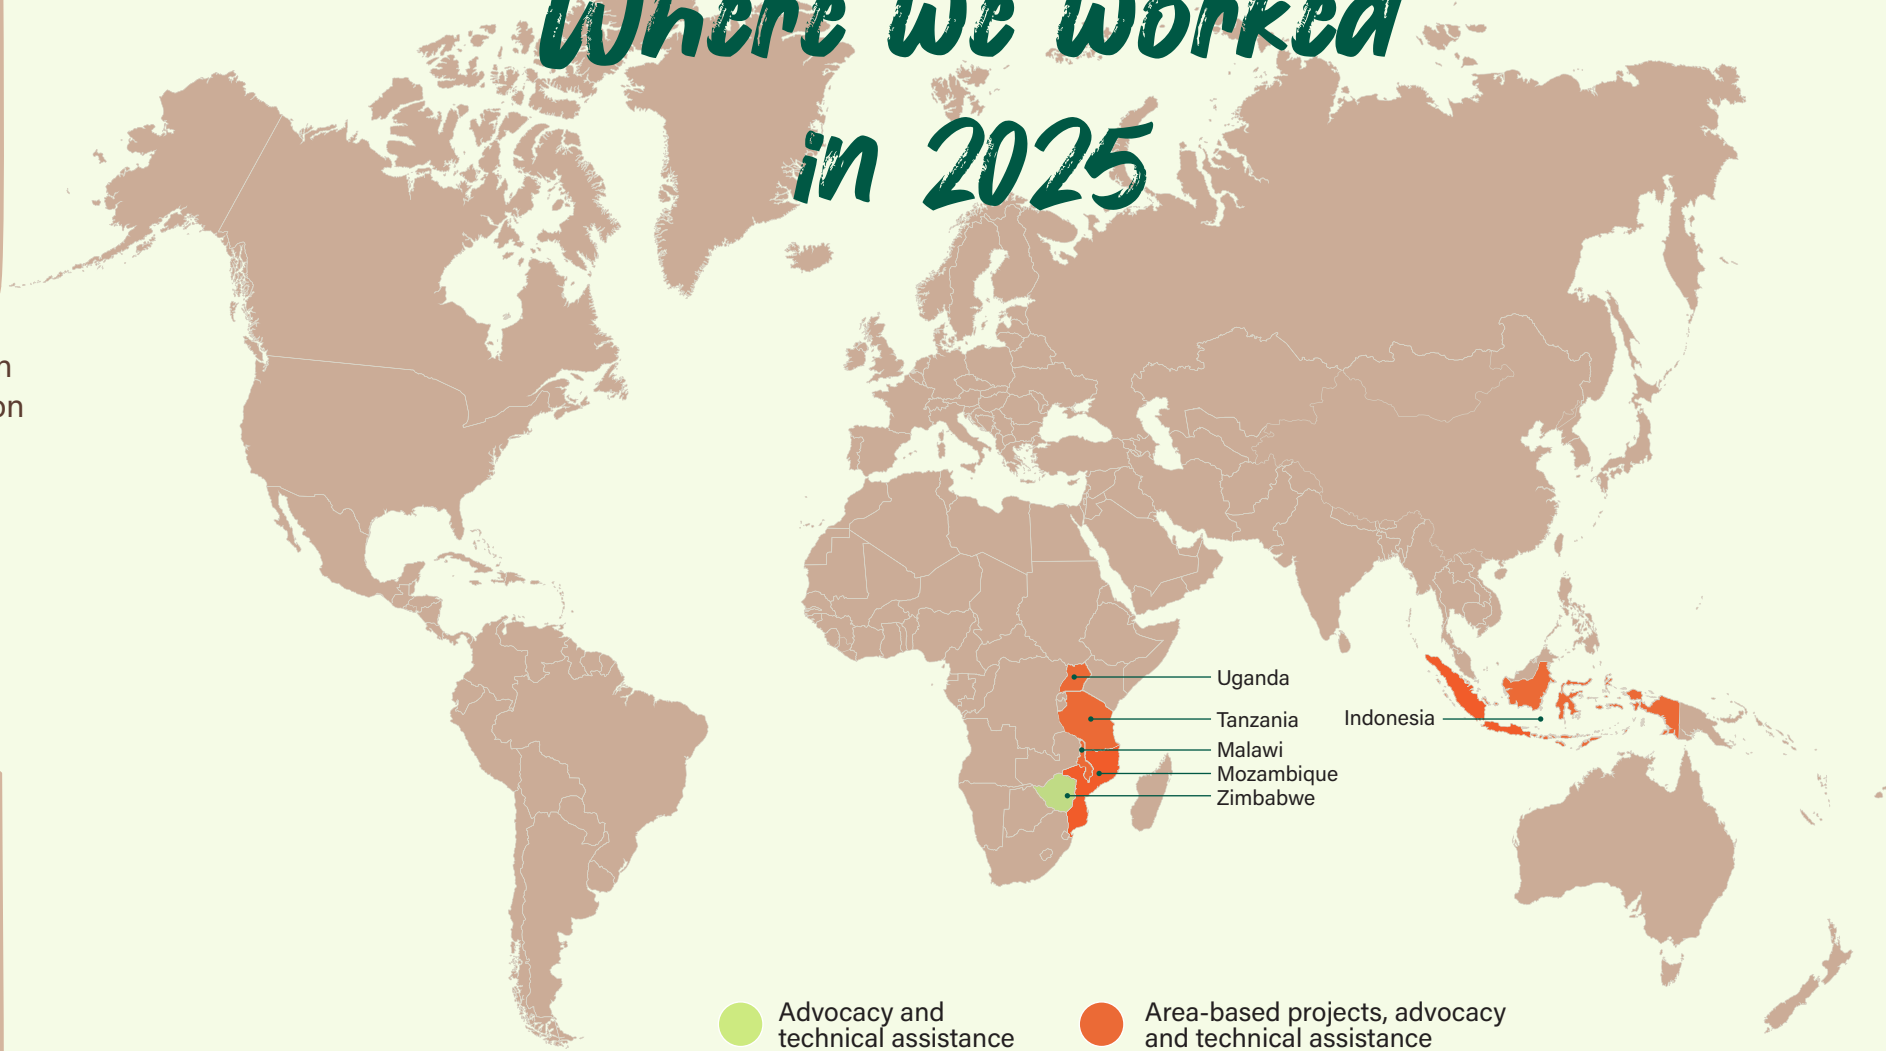 Where we worked
in 2025
Uganda
Tanzania
Malawi
Mozambique
Zimbabwe
Indonesia
Advocacy and
technical assistance
Area-based projects, advocacy
and technical assistance